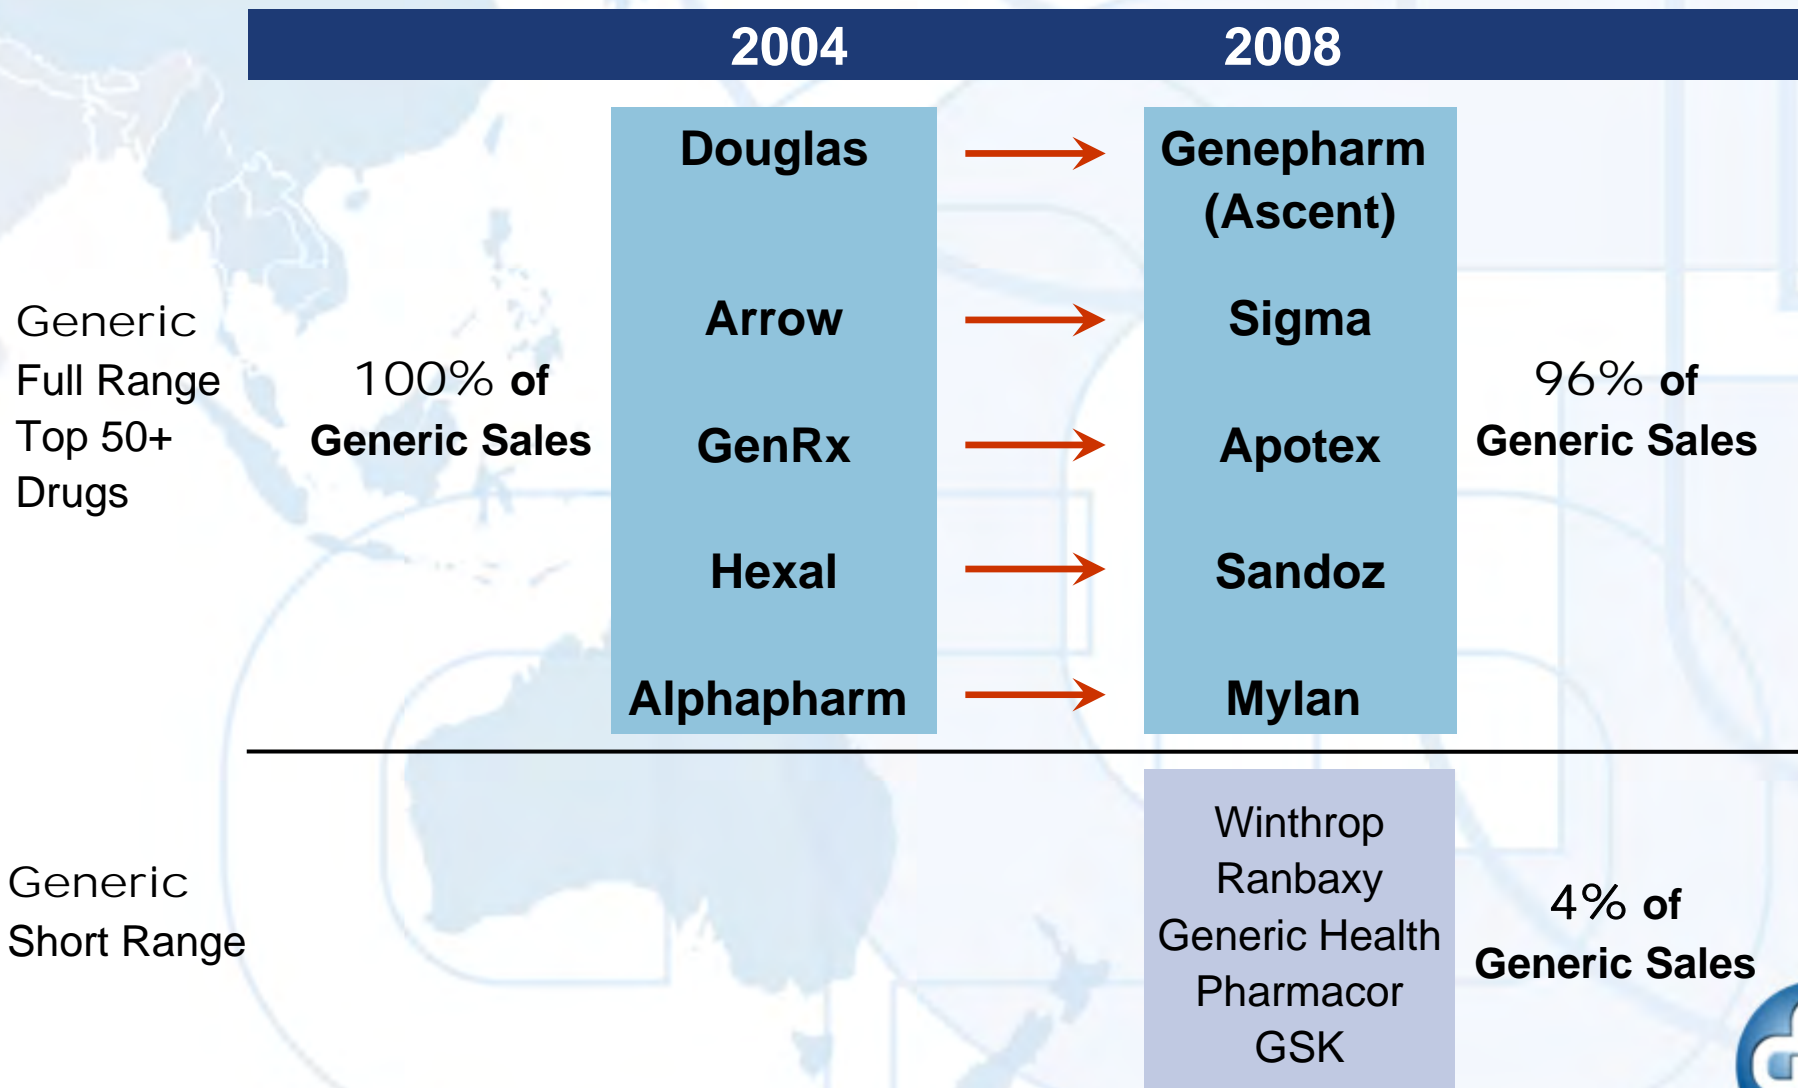 2004 2008
Generic
Full Range
Top 50+
Drugs
100% of
Generic Sales
Douglas
Arrow
GenRx
Hexal
Alphapharm
Genepharm
(Ascent)
Sigma
Apotex
Sandoz
Mylan
96% of
Generic Sales
Generic
Short Range
Winthrop
Ranbaxy
Generic Health
Pharmacor
GSK
4% of
Generic Sales